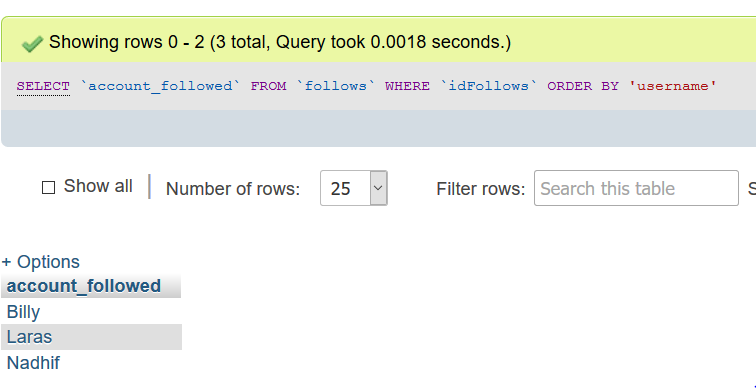 Showing rows 0 - 2 (3 total, Query took 0.0018 seconds.)
SELECT `account_followed` FROM `follows` WHERE `idFollows` ORDER BY 'username'
Show all | Number of rows: 25 Filter rows: Search this table S
+ Options
account_followed
Billy
Laras
Nadhif